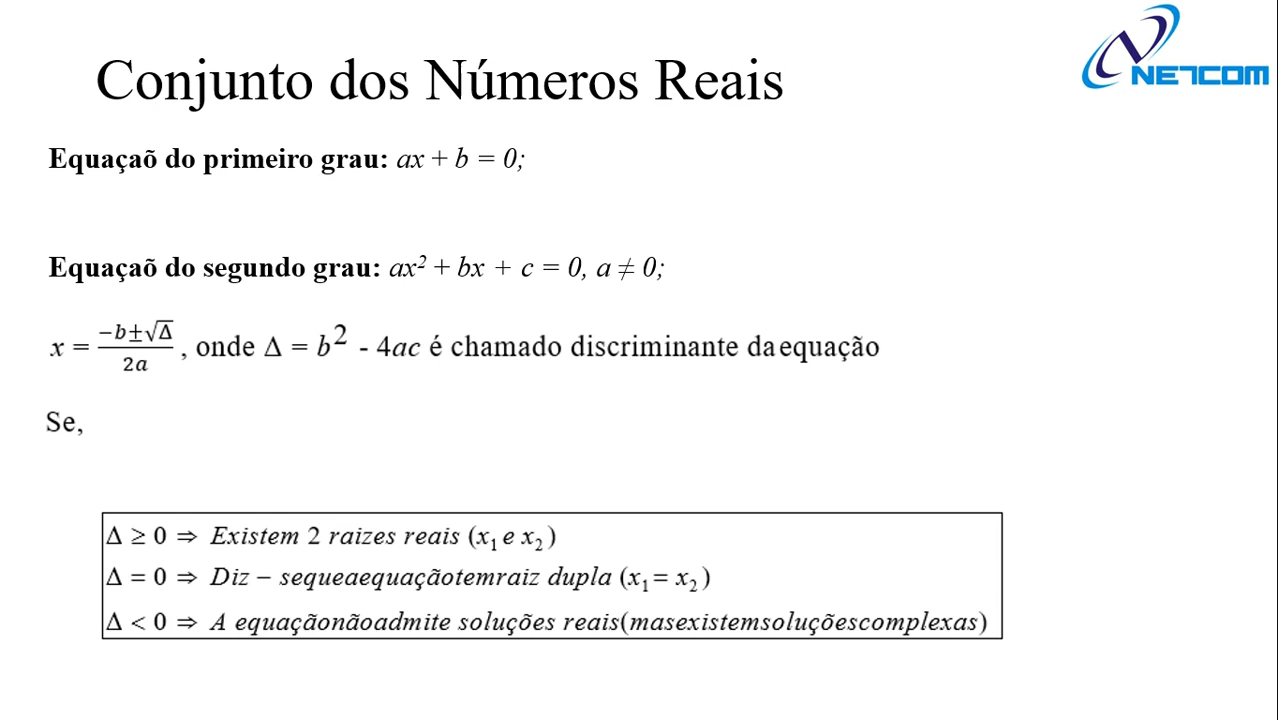 NETCOM
Conjunto dos Números Reais
Equaçaõ do primeiro grau: ax + b = 0;
Equaçaõ do segundo grau: ax² + bx + c = 0, a ≠ 0;
x = (−b±√Δ)/2a , onde Δ = b² - 4ac é chamado discriminante daequação
Se,
Δ ≥ 0 ⇒ Existem 2 raizes reais (x₁ e x₂ )
Δ = 0 ⇒ Diz − sequeaequaçãotemraiz dupla (x₁= x₂ )
Δ < 0 ⇒ A equaçãonãoadmite soluções reais(masexistemsoluçõescomplexas)